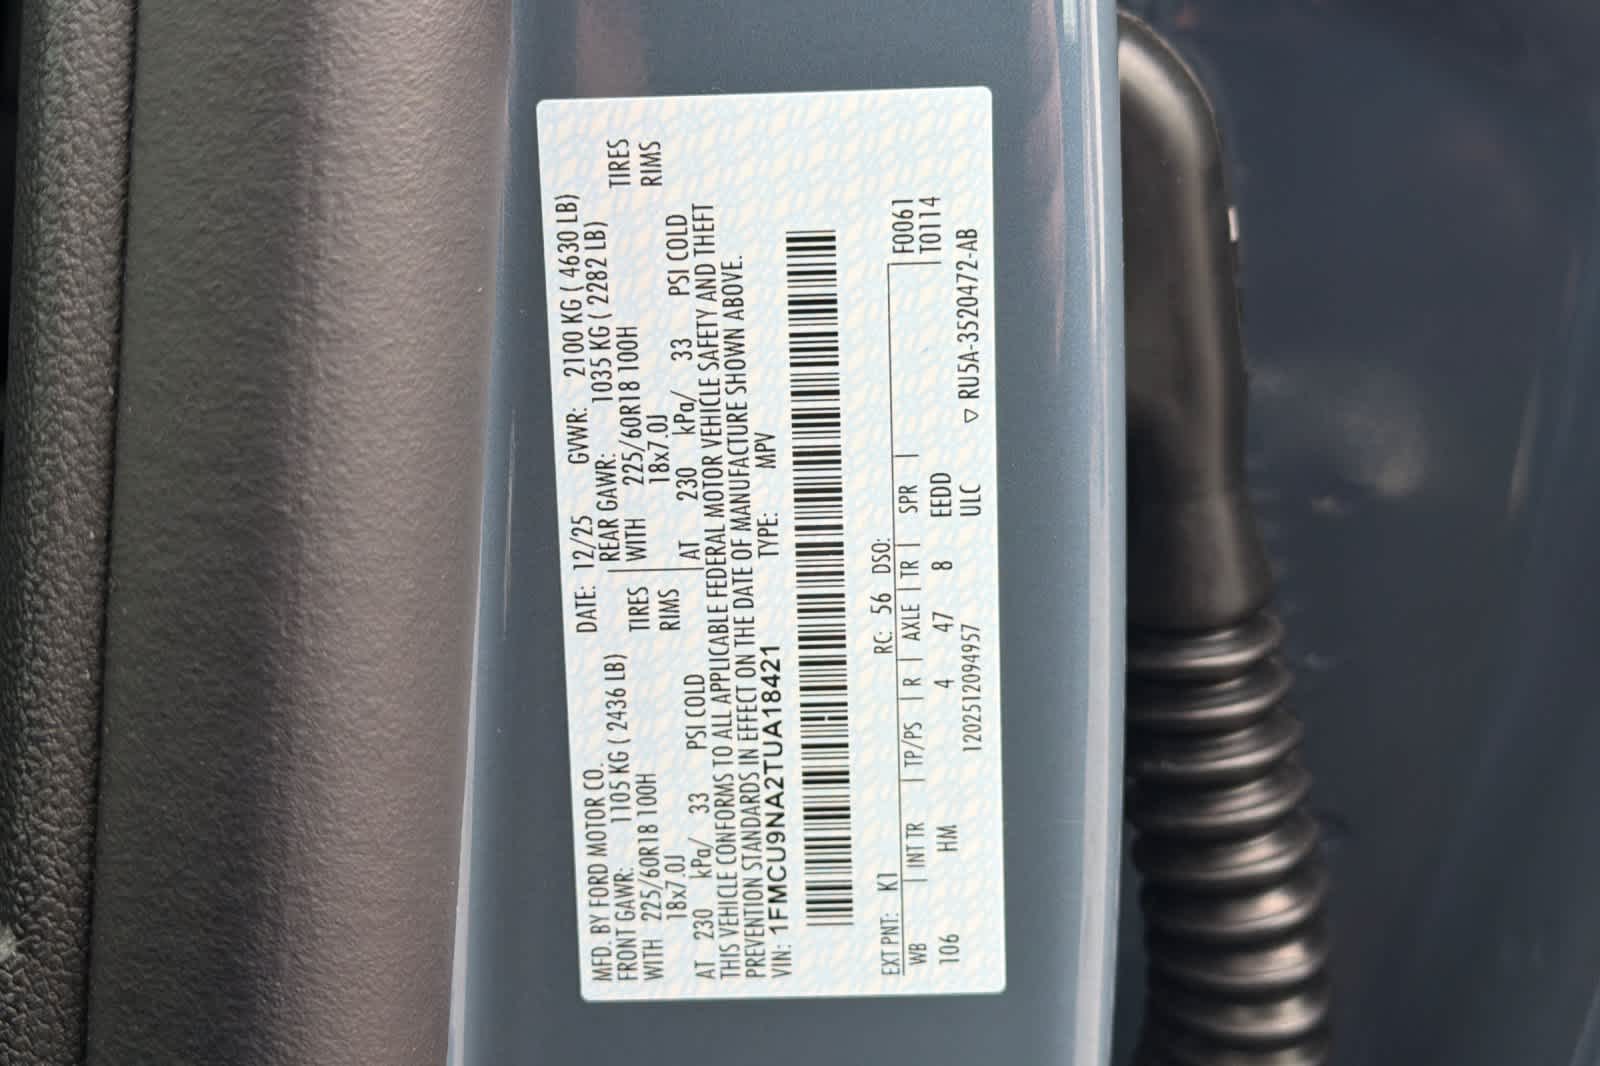 MFD. BY FORD MOTOR CO. DATE: 12/25 GVWR: 2100 KG ( 4630 LB)
FRONT GAWR: 1105 KG ( 2436 LB) REAR GAWR: 1035 KG ( 2282 LB)
WITH 225/60R18 100H TIRES WITH 225/60R18 100H TIRES
18x7.0J RIMS 18x7.0J RIMS
AT 230 kPa/ 33 PSI COLD AT 230 kPa/ 33 PSI COLD
THIS VEHICLE CONFORMS TO ALL APPLICABLE FEDERAL MOTOR VEHICLE SAFETY AND THEFT
PREVENTION STANDARDS IN EFFECT ON THE DATE OF MANUFACTURE SHOWN ABOVE.
VIN: 1FMCU9NA2TUA18421 TYPE: MPV
EXT PNT: K1 RC: 56 DSO: F0061
WB | INT TR | TP/PS | R | AXLE | TR | SPR | T0114
106 HM 4 47 8 EEDD
1202512094957 ULC ▽ RU5A-3520472-AB